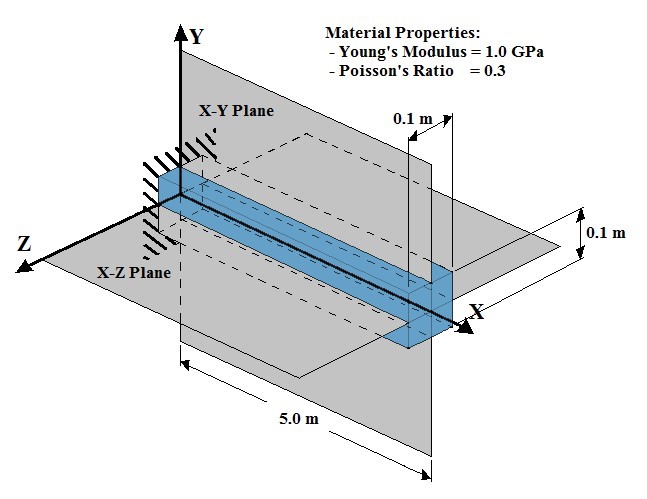 Y
Material Properties:
- Young's Modulus = 1.0 GPa
- Poisson's Ratio = 0.3
X-Y Plane
0.1 m
0.1 m
Z
X-Z Plane
X
5.0 m